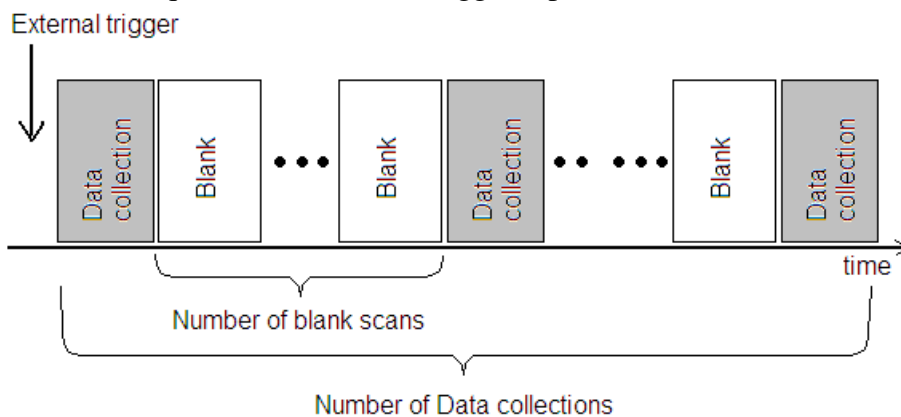 External trigger
Data
collection
Blank
Blank
Data
collection
Blank
Data
collection
time
Number of blank scans
Number of Data collections